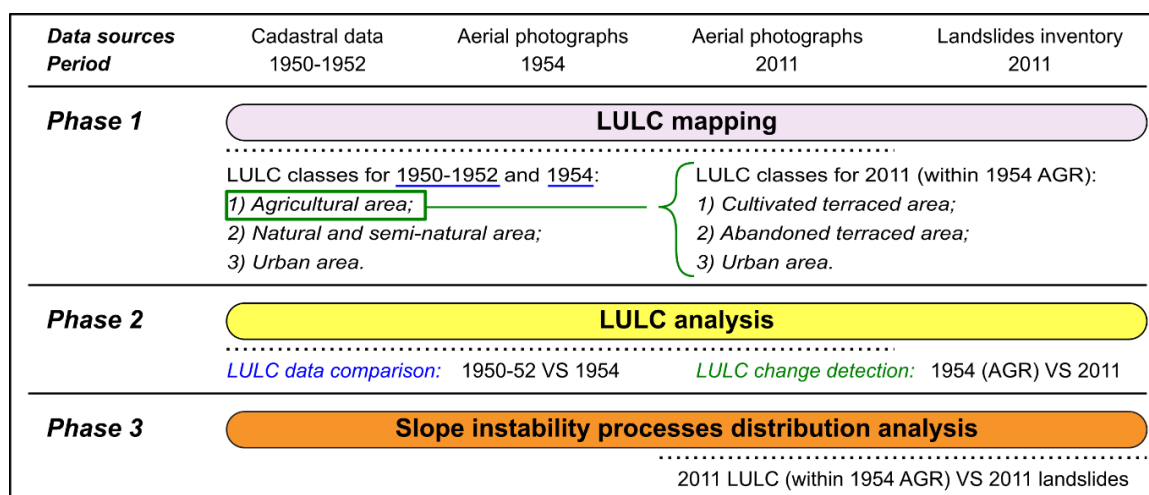 Data sources Cadastral data Aerial photographs Aerial photographs Landslides inventory
Period 1950-1952 1954 2011 2011
Phase 1 LULC mapping
LULC classes for 1950-1952 and 1954: LULC classes for 2011 (within 1954 AGR):
1) Agricultural area; 1) Cultivated terraced area;
2) Natural and semi-natural area; 2) Abandoned terraced area;
3) Urban area. 3) Urban area.
Phase 2 LULC analysis
LULC data comparison: 1950-52 VS 1954 LULC change detection: 1954 (AGR) VS 2011
Phase 3 Slope instability processes distribution analysis
2011 LULC (within 1954 AGR) VS 2011 landslides